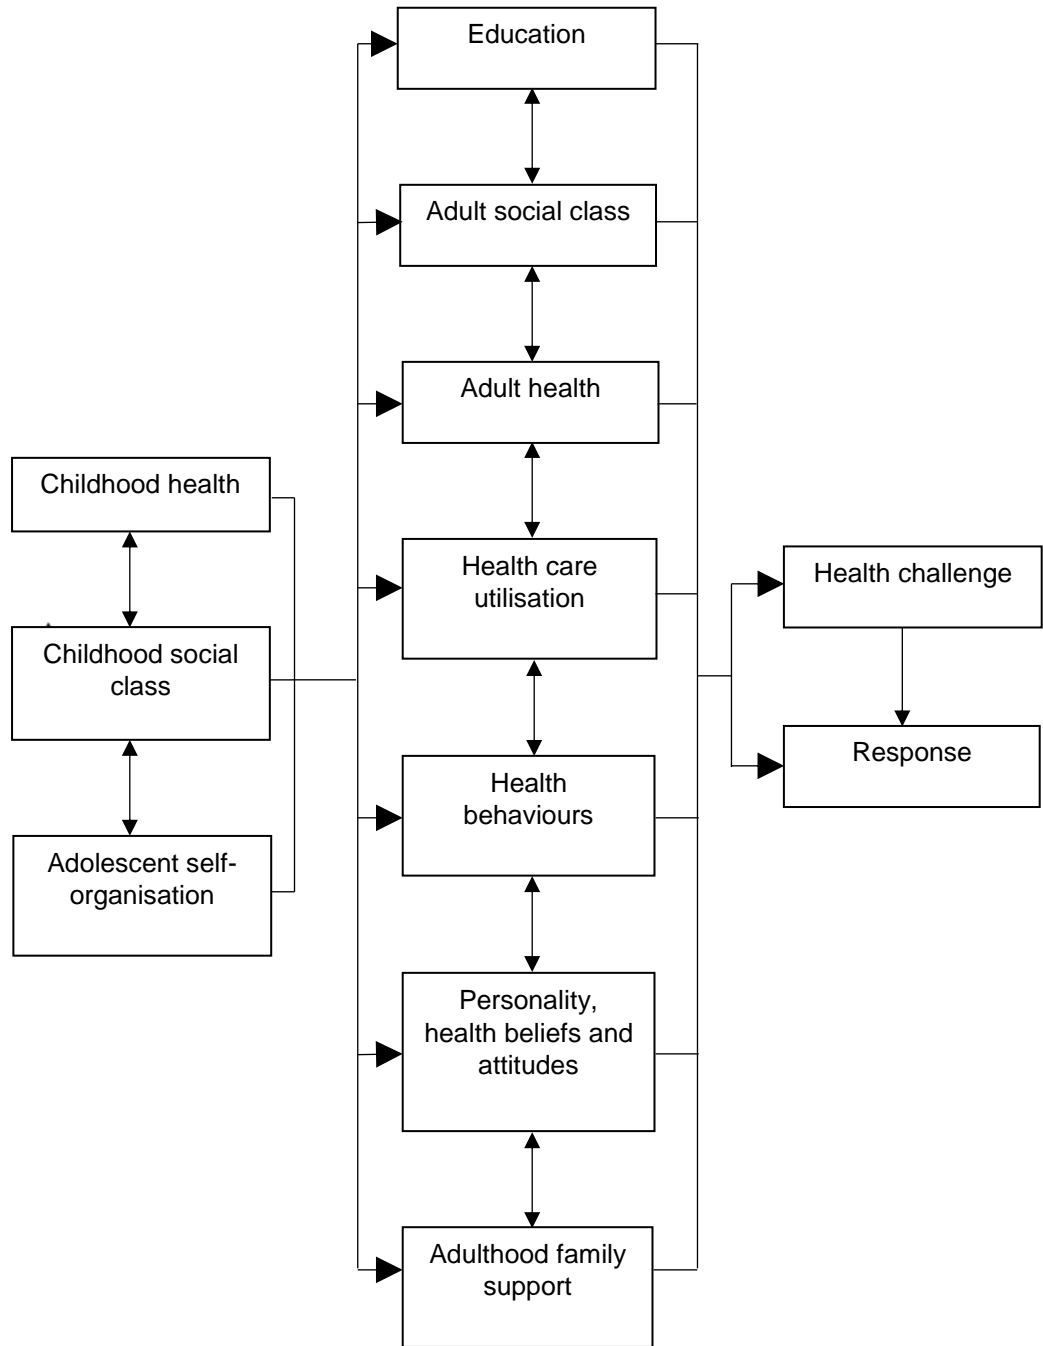 Education
Adult social class
Adult health
Childhood health
Health care
utilisation
Health challenge
Childhood social
class
Response
Health
behaviours
Adolescent self-
organisation
Personality,
health beliefs and
attitudes
Adulthood family
support